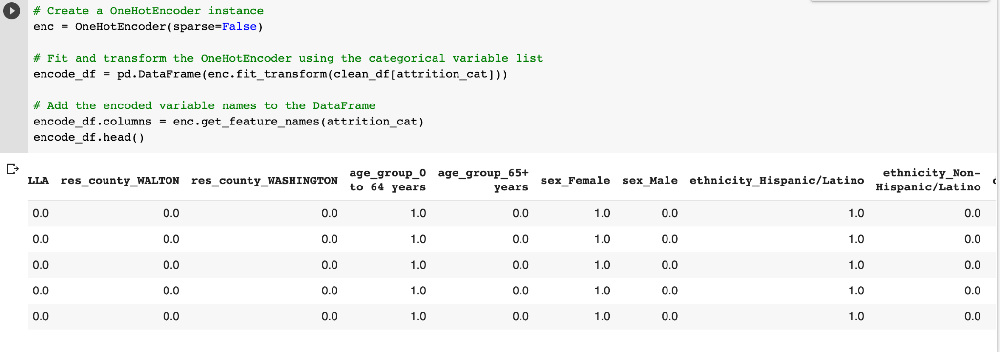 # Create a OneHotEncoder instance
enc = OneHotEncoder(sparse=False)
# Fit and transform the OneHotEncoder using the categorical variable list
encode_df = pd.DataFrame(enc.fit_transform(clean_df[attrition_cat]))
# Add the encoded variable names to the DataFrame
encode_df.columns = enc.get_feature_names(attrition_cat)
encode_df.head()
LLA res_county_WALTON res_county_WASHINGTON age_group_0 to 64 years age_group_65+ years sex_Female sex_Male ethnicity_Hispanic/Latino ethnicity_Non-Hispanic/Latino
0.0 0.0 0.0 1.0 0.0 1.0 0.0 1.0 0.0
0.0 0.0 0.0 1.0 0.0 1.0 0.0 1.0 0.0
0.0 0.0 0.0 1.0 0.0 1.0 0.0 1.0 0.0
0.0 0.0 0.0 1.0 0.0 1.0 0.0 1.0 0.0
0.0 0.0 0.0 1.0 0.0 1.0 0.0 1.0 0.0